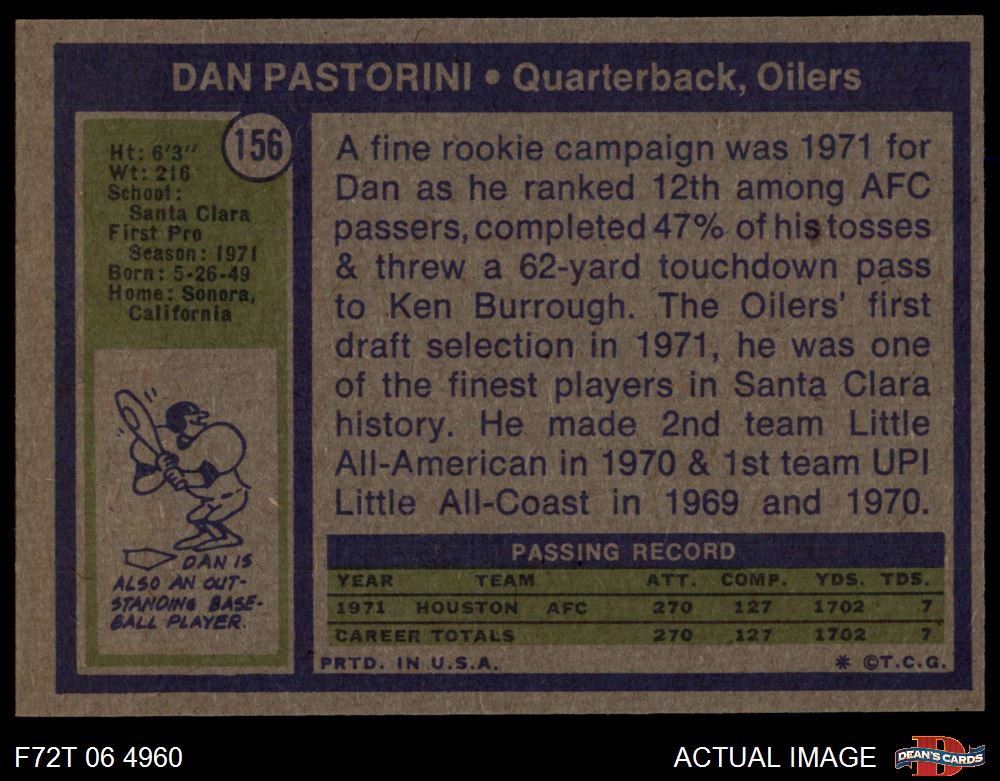 DAN PASTORINI • Quarterback, Oilers
156
Ht: 6'3"
Wt: 216
School:
Santa Clara
First Pro
Season: 1971
Born: 5-26-49
Home: Sonora,
California
DAN IS
ALSO AN OUT-
STANDING BASE-
BALL PLAYER.
A fine rookie campaign was 1971 for
Dan as he ranked 12th among AFC
passers, completed 47% of his tosses
& threw a 62-yard touchdown pass
to Ken Burrough. The Oilers' first
draft selection in 1971, he was one
of the finest players in Santa Clara
history. He made 2nd team Little
All-American in 1970 & 1st team UPI
Little All-Coast in 1969 and 1970.
PASSING RECORD
YEAR TEAM ATT. COMP. YDS. TDS.
1971 HOUSTON AFC 270 127 1702 7
CAREER TOTALS 270 127 1702 7
PRTD. IN U.S.A. * ©T.C.G.
F72T 06 4960 ACTUAL IMAGE
D
DEAN'S CARDS